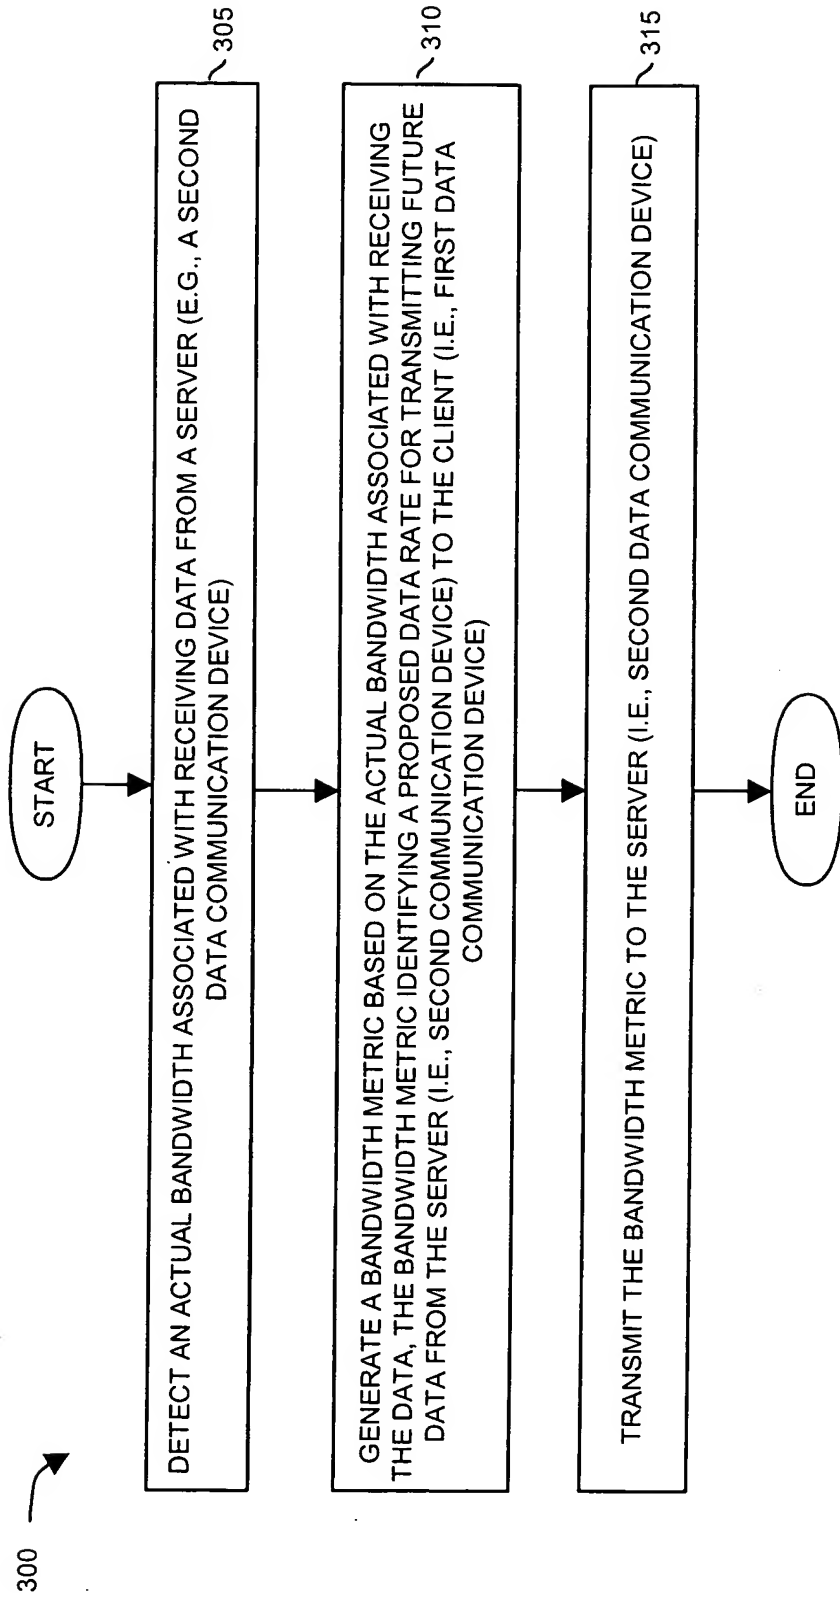 300
START
DETECT AN ACTUAL BANDWIDTH ASSOCIATED WITH RECEIVING DATA FROM A SERVER (E.G., A SECOND
DATA COMMUNICATION DEVICE)
305
GENERATE A BANDWIDTH METRIC BASED ON THE ACTUAL BANDWIDTH ASSOCIATED WITH RECEIVING
THE DATA, THE BANDWIDTH METRIC IDENTIFYING A PROPOSED DATA RATE FOR TRANSMITTING FUTURE
DATA FROM THE SERVER (I.E., SECOND COMMUNICATION DEVICE) TO THE CLIENT (I.E., FIRST DATA
COMMUNICATION DEVICE)
310
TRANSMIT THE BANDWIDTH METRIC TO THE SERVER (I.E., SECOND DATA COMMUNICATION DEVICE)
315
END